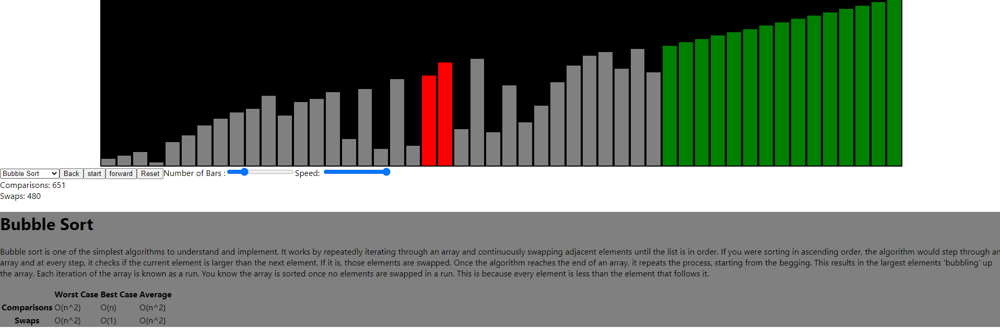 Bubble Sort Back start forward Reset Number of Bars : Speed:
Comparisons: 651
Swaps: 480
Bubble Sort
Bubble sort is one of the simplest algorithms to understand and implement. It works by repeatedly iterating through an array and continuously swapping adjacent elements until the list is in order. If you were sorting in ascending order, the algorithm would step through an
array and at every step, it checks if the current element is larger than the next element. If it is, those elements are swapped. Once the algorithm reaches the end of an array, it repeats the process, starting from the begging. This results in the largest elements 'bubbling' up
the array. Each iteration of the array is known as a run. You know the array is sorted once no elements are swapped in a run. This is because every element is less than the element that follows it.
Worst Case Best Case Average
Comparisons O(n^2) O(n) O(n^2)
Swaps O(n^2) O(1) O(n^2)